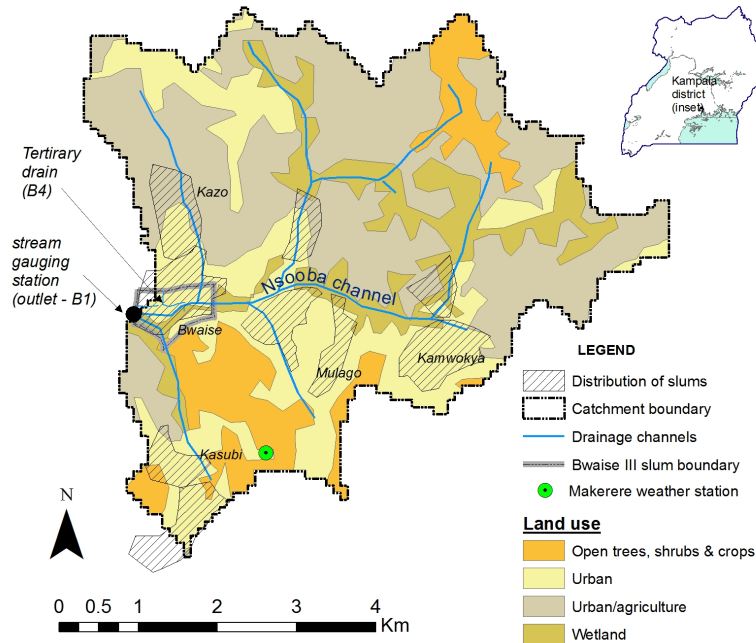 Kampala
district
(inset)
Tertirary
drain
(B4)
Kazo
stream
gauging
station
(outlet - B1)
Nsooba channel
Bwaise
Mulago
Kamwokya
Kasubi
N
0 0.5 1 2 3 4
Km
LEGEND
Distribution of slums
Catchment boundary
Drainage channels
Bwaise III slum boundary
Makerere weather station
Land use
Open trees, shrubs & crops
Urban
Urban/agriculture
Wetland